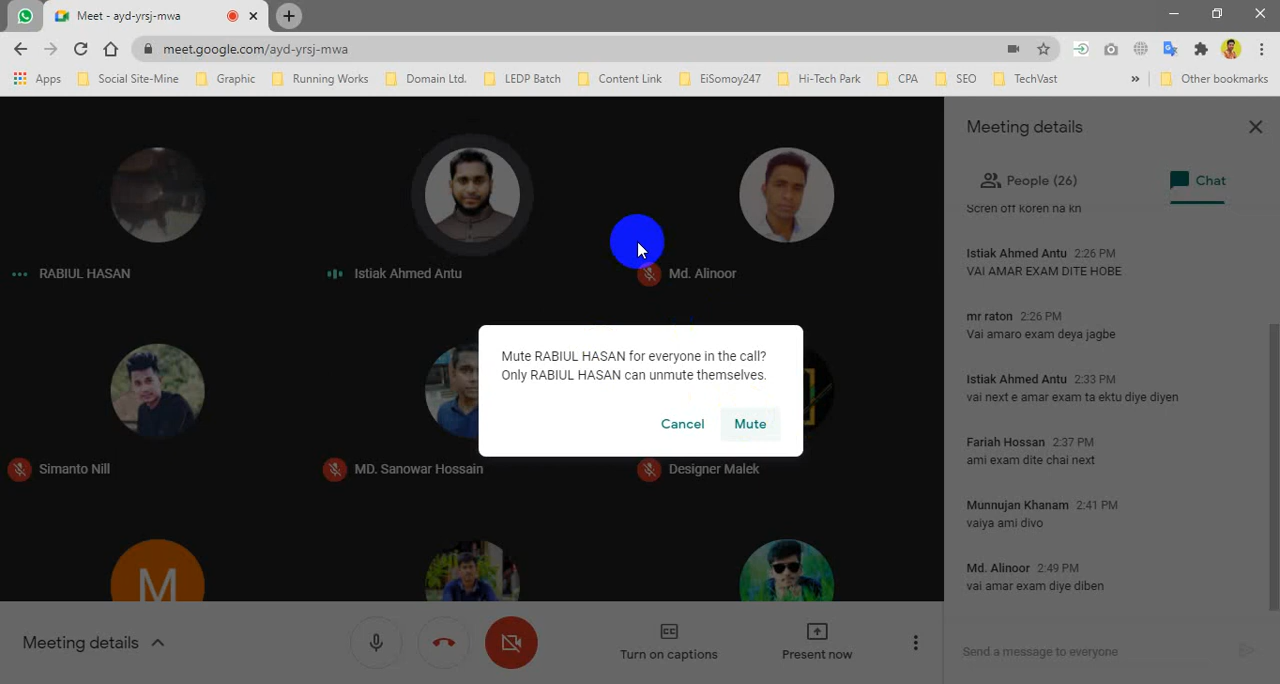 Meet - ayd-yrsj-mwa
meet.google.com/ayd-yrsj-mwa
Apps
Social Site-Mine
Graphic
Running Works
Domain Ltd.
LEDP Batch
Content Link
EiSomoy247
Hi-Tech Park
CPA
SEO
TechVast
»
Other bookmarks
RABIUL HASAN
Istiak Ahmed Antu
Md. Alinoor
Simanto Nill
MD. Sanowar Hossain
Designer Malek
M
Mute RABIUL HASAN for everyone in the call?
Only RABIUL HASAN can unmute themselves.
Cancel
Mute
Meeting details
People (26)
Chat
Scren off koren na kn
Istiak Ahmed Antu 2:26 PM
VAI AMAR EXAM DITE HOBE
mr raton 2:26 PM
Vai amaro exam deya jagbe
Istiak Ahmed Antu 2:33 PM
vai next e amar exam ta ektu diye diyen
Fariah Hossan 2:37 PM
ami exam dite chai next
Munnujan Khanam 2:41 PM
vaiya ami divo
Md. Alinoor 2:49 PM
vai amar exam diye diben
Send a message to everyone
Meeting details
CC
Turn on captions
Present now